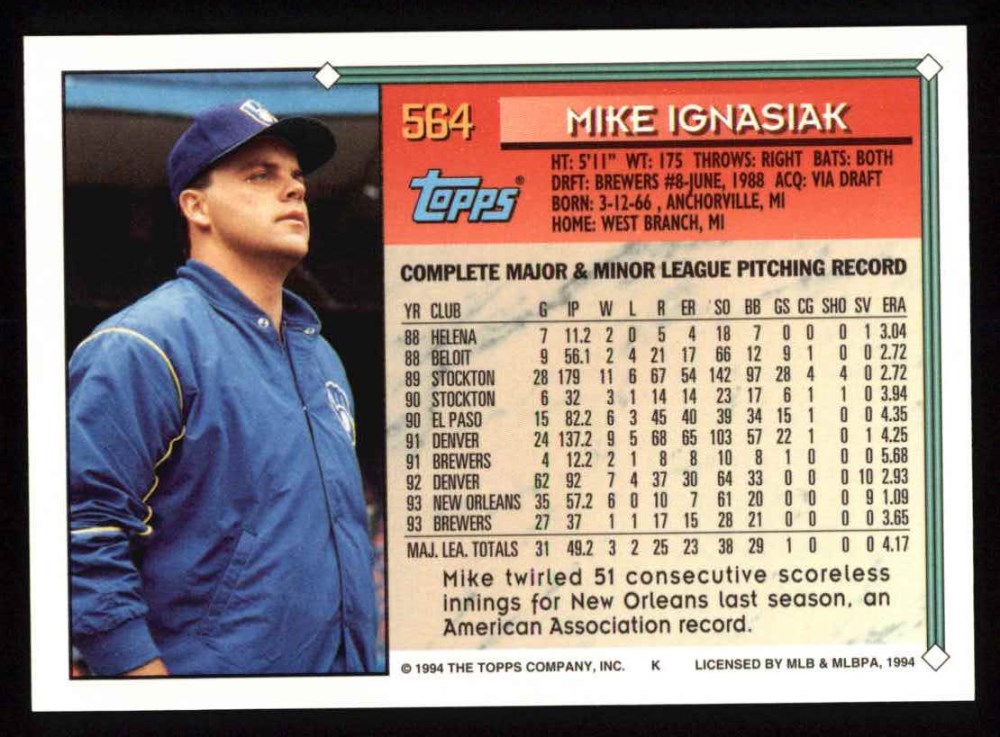 564
MIKE IGNASIAK
TOPPS®
HT: 5'11" WT: 175 THROWS: RIGHT BATS: BOTH
DRFT: BREWERS #8-JUNE, 1988 ACQ: VIA DRAFT
BORN: 3-12-66 , ANCHORVILLE, MI
HOME: WEST BRANCH, MI
COMPLETE MAJOR & MINOR LEAGUE PITCHING RECORD
YR CLUB G IP W L R ER SO BB GS CG SHO SV ERA
88 HELENA 7 11.2 2 0 5 4 18 7 0 0 0 1 3.04
88 BELOIT 9 56.1 2 4 21 17 66 12 9 1 0 0 2.72
89 STOCKTON 28 179 11 6 67 54 142 97 28 4 4 0 2.72
90 STOCKTON 6 32 3 1 14 14 23 17 6 1 1 0 3.94
90 EL PASO 15 82.2 6 3 45 40 39 34 15 1 0 0 4.35
91 DENVER 24 137.2 9 5 68 65 103 57 22 1 0 1 4.25
91 BREWERS 4 12.2 2 1 8 8 10 8 1 0 0 0 5.68
92 DENVER 62 92 7 4 37 30 64 33 0 0 0 10 2.93
93 NEW ORLEANS 35 57.2 6 0 10 7 61 20 0 0 0 9 1.09
93 BREWERS 27 37 1 1 17 15 28 21 0 0 0 0 3.65
MAJ. LEA. TOTALS 31 49.2 3 2 25 23 38 29 1 0 0 0 4.17
Mike twirled 51 consecutive scoreless
innings for New Orleans last season, an
American Association record.
© 1994 THE TOPPS COMPANY, INC. K LICENSED BY MLB & MLBPA, 1994